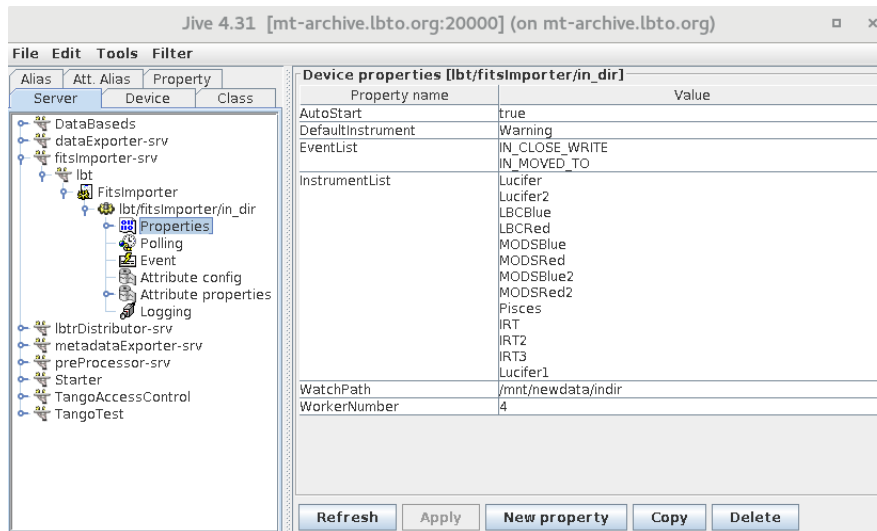 Jive 4.31 [mt-archive.lbto.org:20000] (on mt-archive.lbto.org)
File Edit Tools Filter
Alias Att. Alias Property
Server Device Class
DataBaseds
dataExporter-srv
fitsImporter-srv
lbt
FitsImporter
lbt/fitsImporter/in_dir
Properties
Polling
Event
Attribute config
Attribute properties
Logging
lbtrDistributor-srv
metadataExporter-srv
preProcessor-srv
Starter
TangoAccessControl
TangoTest
Device properties [lbt/fitsImporter/in_dir]
Property name Value
AutoStart true
DefaultInstrument Warning
EventList IN_CLOSE_WRITE
IN_MOVED_TO
InstrumentList Lucifer
Lucifer2
LBCBlue
LBCRed
MODSBlue
MODSRed
MODSBlue2
MODSRed2
Pisces
IRT
IRT2
IRT3
Lucifer1
WatchPath /mnt/newdata/indir
WorkerNumber 4
Refresh Apply New property Copy Delete